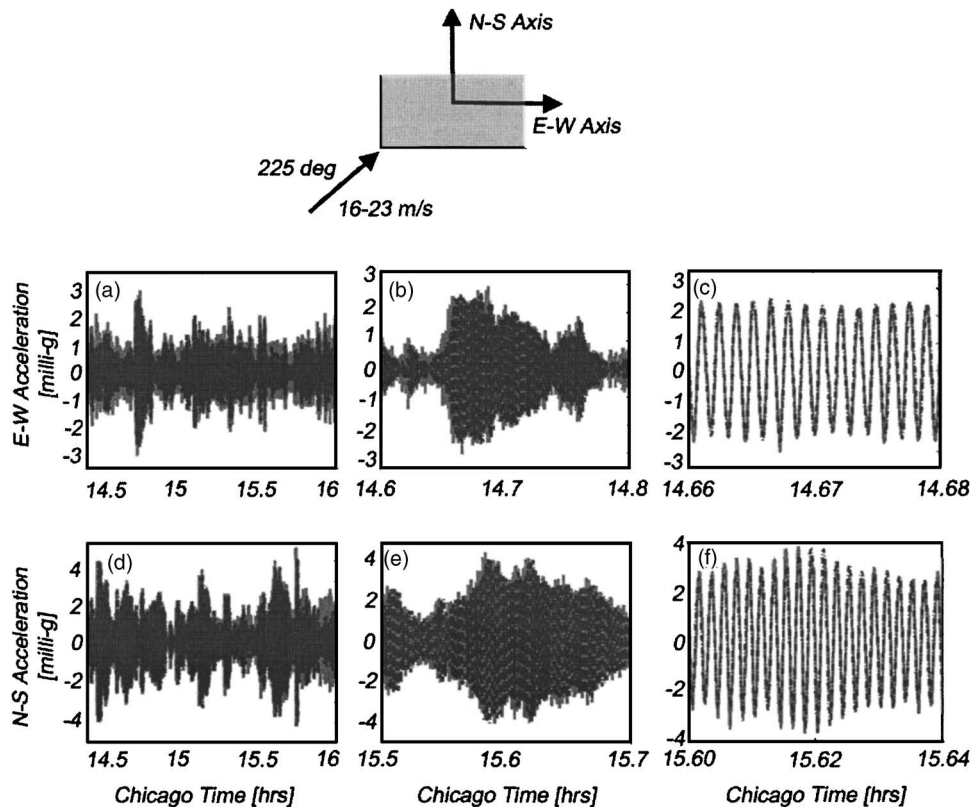 N-S Axis
E-W Axis
225 deg
16-23 m/s
E-W Acceleration
[milli-g]
3
2
1
0
-1
-2
-3
(a)
14.5 15 15.5 16
3
2
1
0
-1
-2
-3
(b)
14.6 14.7 14.8
3
2
1
0
-1
-2
-3
(c)
14.66 14.67 14.68
N-S Acceleration
[milli-g]
4
2
0
-2
-4
(d)
14.5 15 15.5 16
Chicago Time [hrs]
4
2
0
-2
-4
(e)
15.5 15.6 15.7
Chicago Time [hrs]
4
2
0
-2
-4
(f)
15.60 15.62 15.64
Chicago Time [hrs]